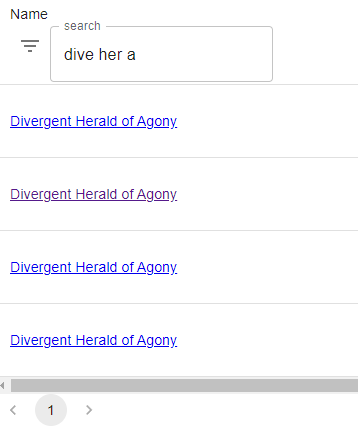 Name
search
dive her a
Divergent Herald of Agony
Divergent Herald of Agony
Divergent Herald of Agony
Divergent Herald of Agony
1